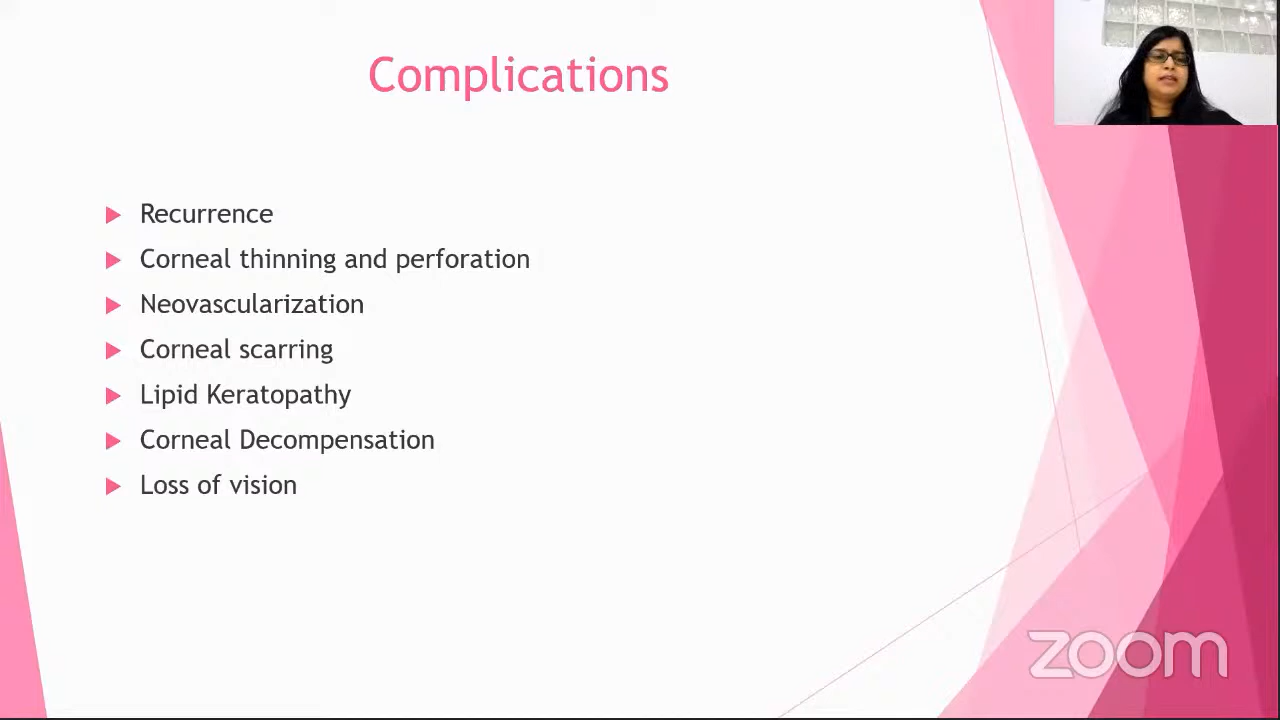 Complications
Recurrence
Corneal thinning and perforation
Neovascularization
Corneal scarring
Lipid Keratopathy
Corneal Decompensation
Loss of vision
zoom